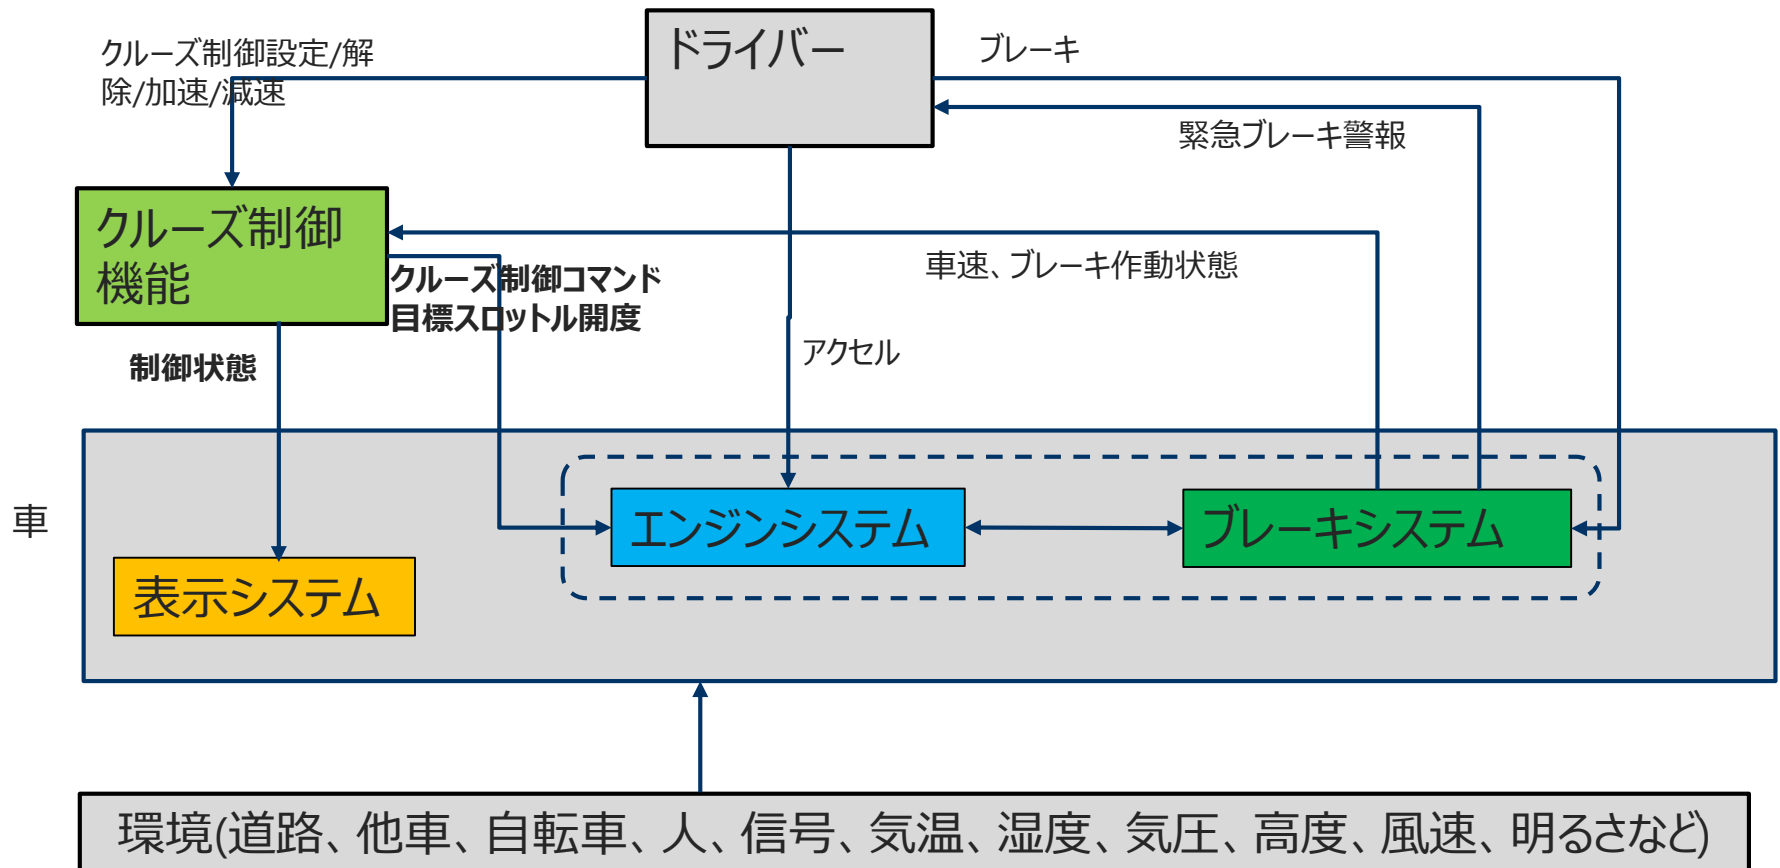 クルーズ制御設定/解
除/加速/減速
ドライバー
ブレーキ
緊急ブレーキ警報
クルーズ制御
機能
クルーズ制御コマンド
目標スロットル開度
車速、ブレーキ作動状態
制御状態
アクセル
車
エンジンシステム
ブレーキシステム
表示システム
環境(道路、他車、自転車、人、信号、気温、湿度、気圧、高度、風速、明るさなど)